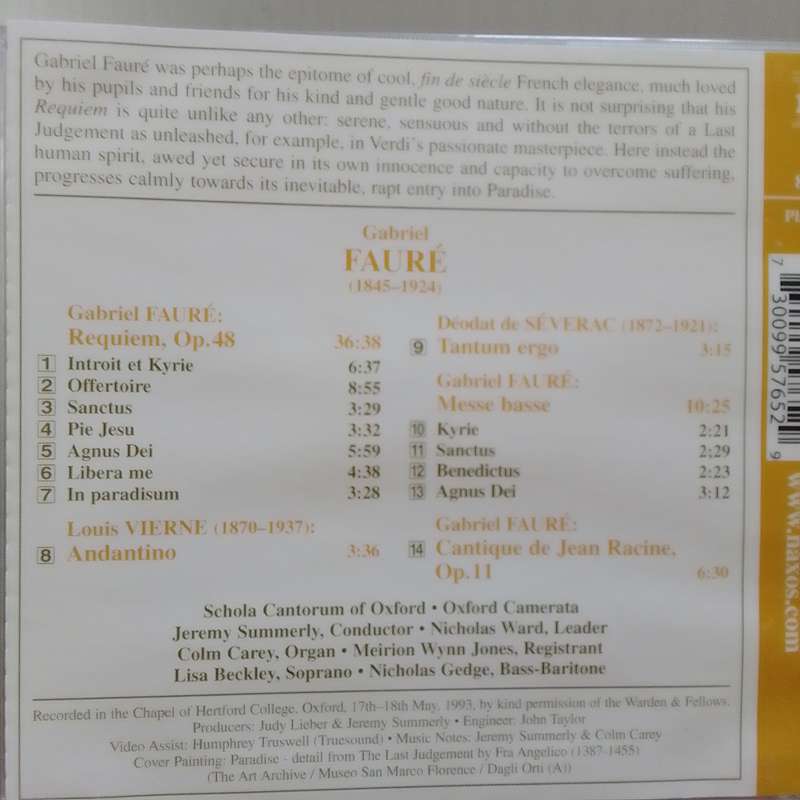 Gabriel Fauré was perhaps the epitome of cool, fin de siècle French elegance, much loved
by his pupils and friends for his kind and gentle good nature. It is not surprising that his
Requiem is quite unlike any other: serene, sensuous and without the terrors of a Last
Judgement as unleashed, for example, in Verdi's passionate masterpiece. Here instead the
human spirit, awed yet secure in its own innocence and capacity to overcome suffering,
progresses calmly towards its inevitable, rapt entry into Paradise.
Gabriel
FAURÉ
(1845–1924)
Gabriel FAURÉ:
Requiem, Op.48 36:38
1 Introit et Kyrie 6:37
2 Offertoire 8:55
3 Sanctus 3:29
4 Pie Jesu 3:32
5 Agnus Dei 5:59
6 Libera me 4:38
7 In paradisum 3:28
Louis VIERNE (1870–1937):
8 Andantino 3:36
Déodat de SÉVERAC (1872–1921):
9 Tantum ergo 3:15
Gabriel FAURÉ:
Messe basse 10:25
10 Kyrie 2:21
11 Sanctus 2:29
12 Benedictus 2:23
13 Agnus Dei 3:12
Gabriel FAURÉ:
14 Cantique de Jean Racine,
Op.11 6:30
Schola Cantorum of Oxford • Oxford Camerata
Jeremy Summerly, Conductor • Nicholas Ward, Leader
Colm Carey, Organ • Meirion Wynn Jones, Registrant
Lisa Beckley, Soprano • Nicholas Gedge, Bass-Baritone
Recorded in the Chapel of Hertford College, Oxford, 17th–18th May, 1993, by kind permission of the Warden & Fellows.
Producers: Judy Lieber & Jeremy Summerly • Engineer: John Taylor
Video Assist: Humphrey Truswell (Truesound) • Music Notes: Jeremy Summerly & Colm Carey
Cover Painting: Paradise - detail from The Last Judgement by Fra Angelico (1387-1455)
(The Art Archive / Museo San Marco Florence / Dagli Orti (A))
7 30099 57652 9
www.naxos.com